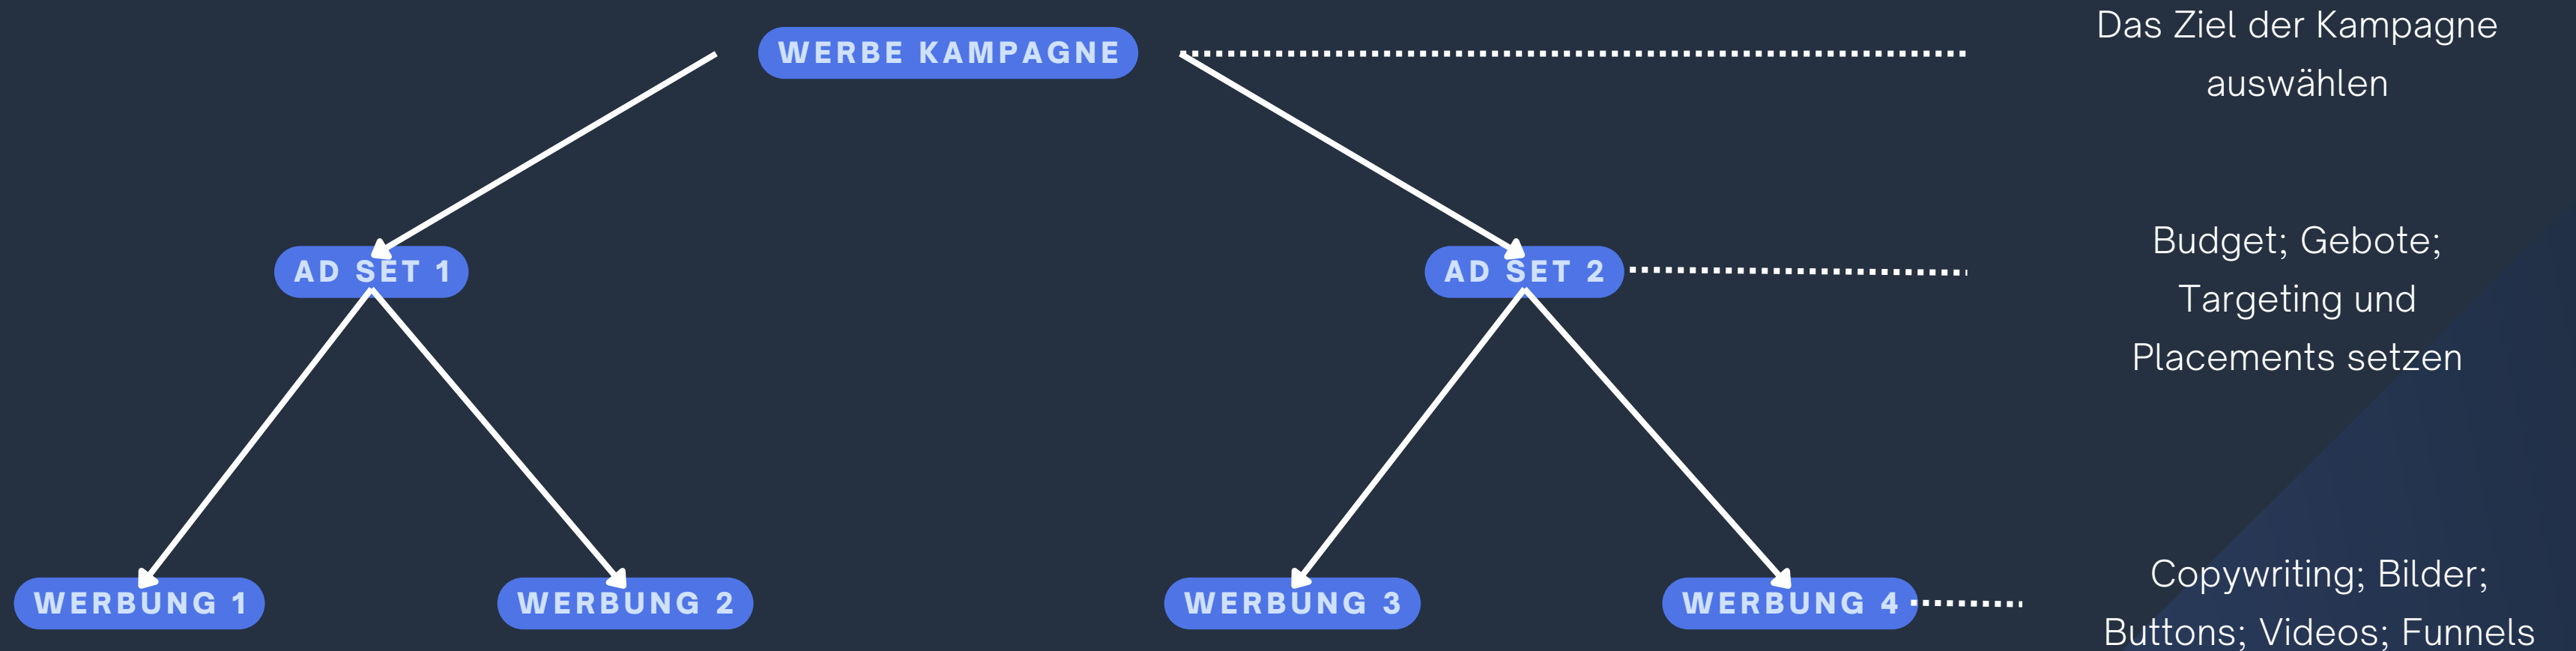 WERBE KAMPAGNE
Das Ziel der Kampagne
auswählen
AD SET 1
AD SET 2
Budget; Gebote;
Targeting und
Placements setzen
WERBUNG 1
WERBUNG 2
WERBUNG 3
WERBUNG 4
Copywriting; Bilder;
Buttons; Videos; Funnels